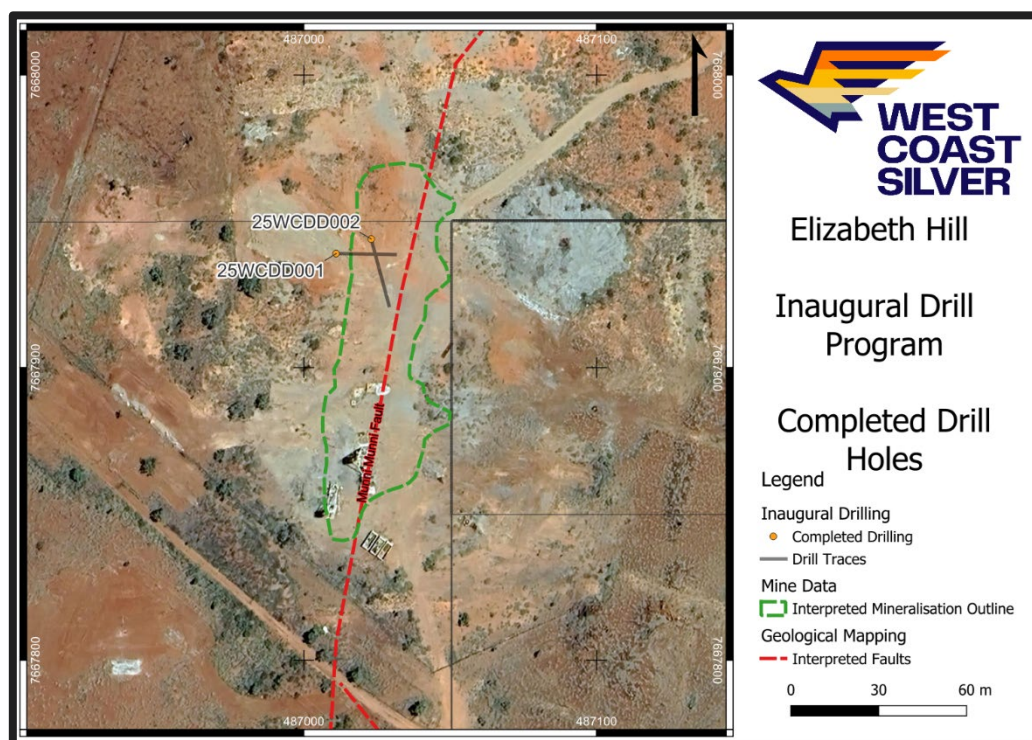 487000
487100
7668000
7668000
25WCDD002
25WCDD001
7667900
7667900
Munni Munni Fault
7667800
7667800
487000
487100
WEST
COAST
SILVER
Elizabeth Hill
Inaugural Drill
Program
Completed Drill
Holes
Legend
Inaugural Drilling
Completed Drilling
Drill Traces
Mine Data
Interpreted Mineralisation Outline
Geological Mapping
Interpreted Faults
0 30 60 m